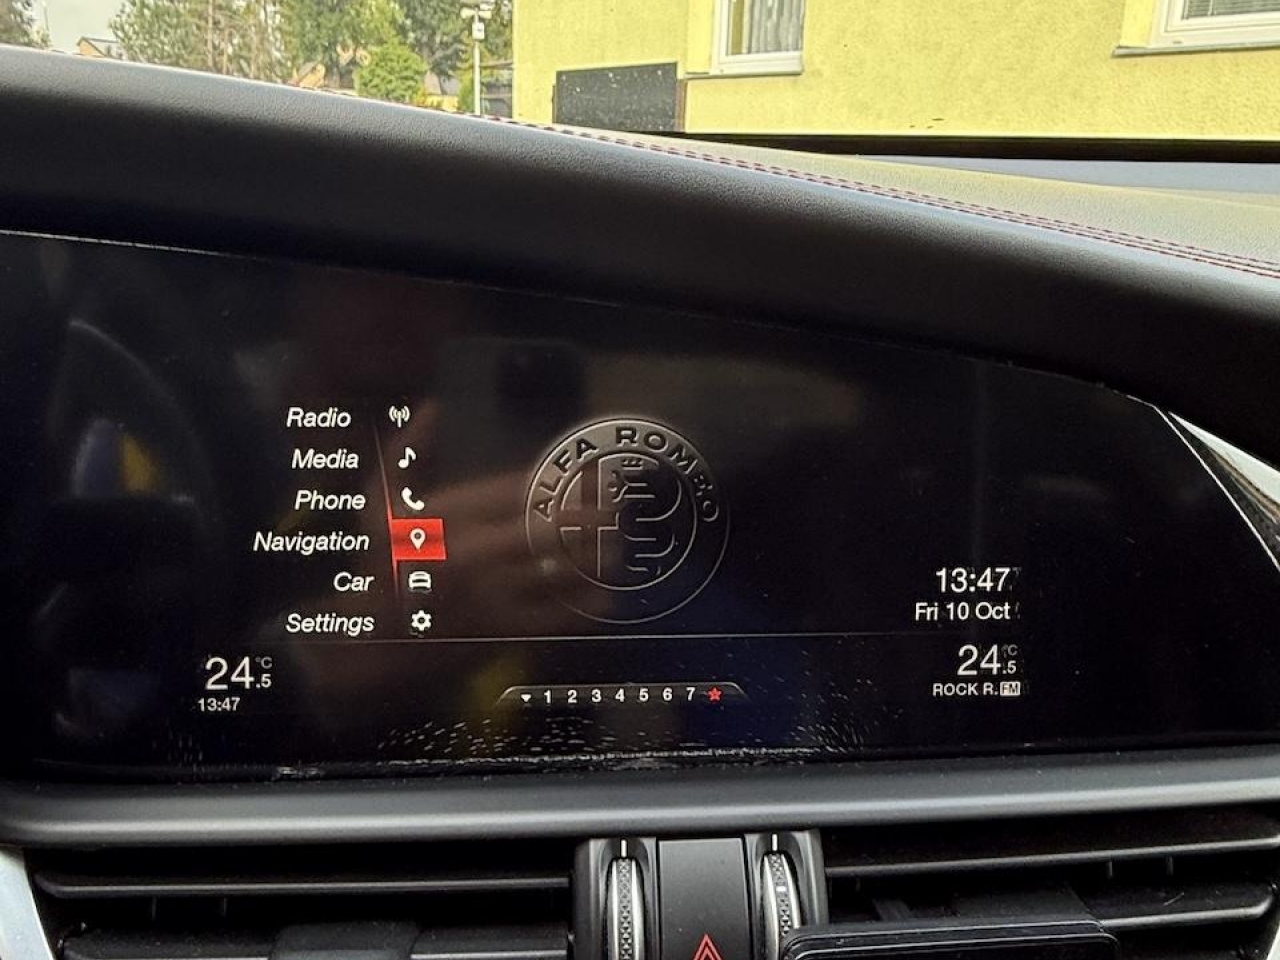 Radio
Media
Phone
Navigation
Car
Settings
ALFA ROMEO
13:47
Fri 10 Oct
24.5 °C
13:47
1 2 3 4 5 6 7
24.5 °C
ROCK R. FM